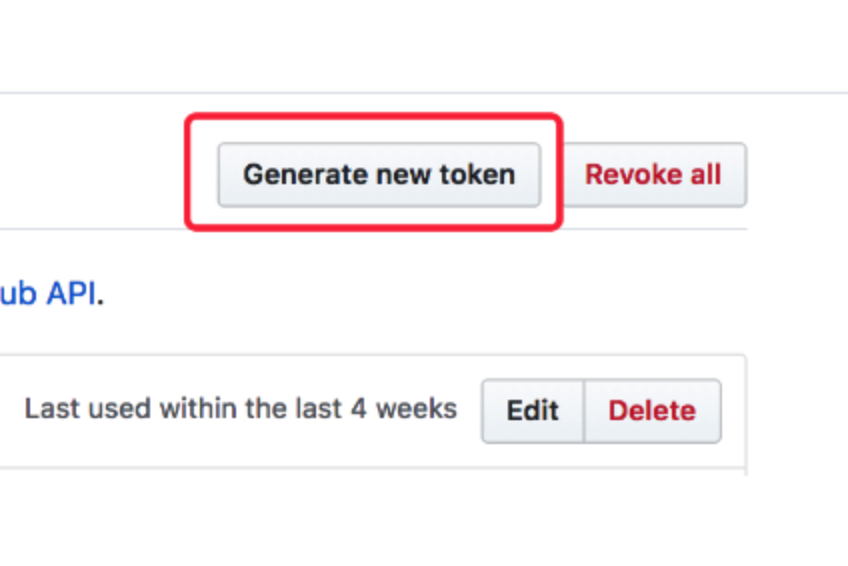 Generate new token Revoke all
ub API.
Last used within the last 4 weeks Edit Delete